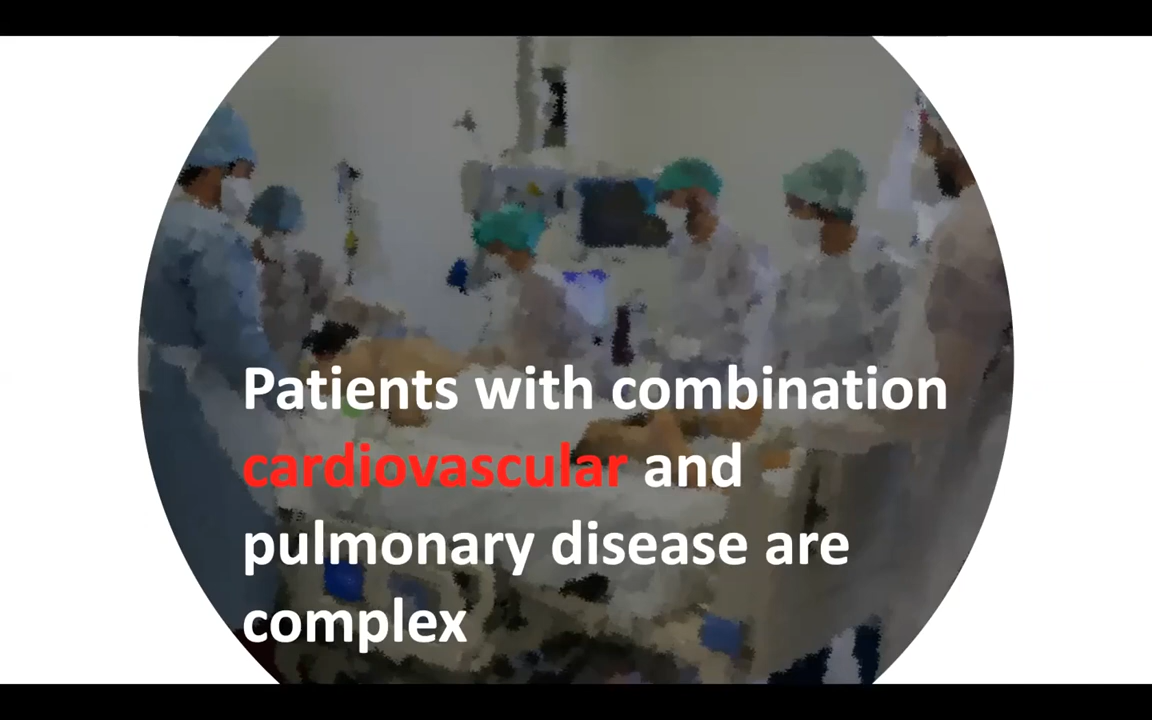 Patients with combination
cardiovascular and
pulmonary disease are
complex